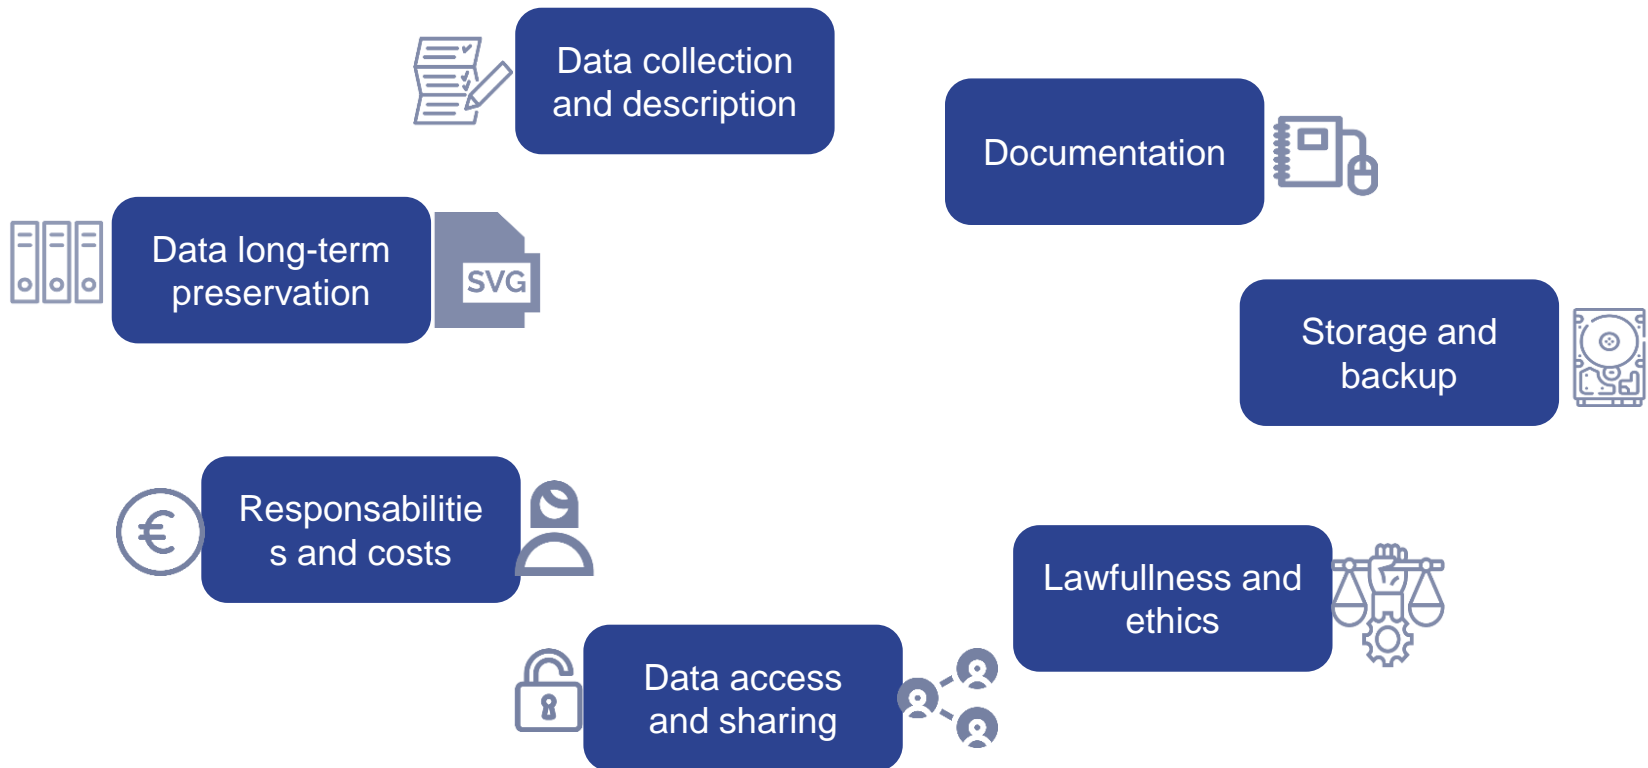 Data collection
and description
Documentation
Data long-term
preservation
SVG
Storage and
backup
€
Responsabilitie
s and costs
Lawfullness and
ethics
Data access
and sharing